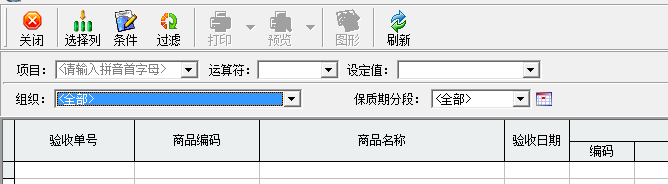 关闭 选择列 条件 过滤 打印 预览 图形 刷新
项目: <请输入拼音首字母> 运算符: 设定值:
组织: <全部> 保质期分段: <全部>
验收单号 商品编码 商品名称 验收日期
编码